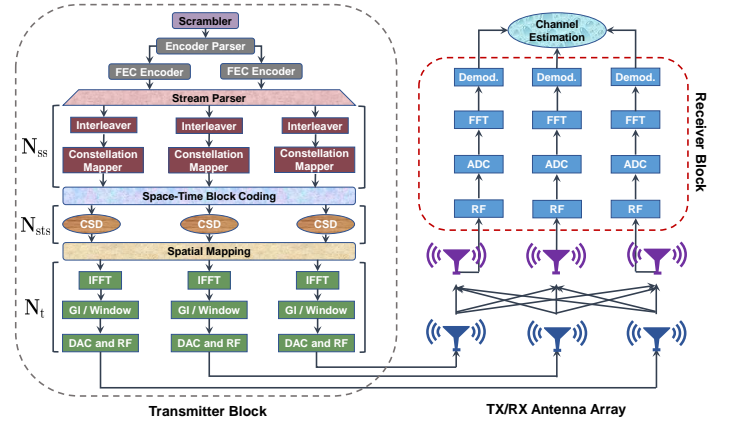 Scrambler
Encoder Parser
FEC Encoder FEC Encoder
Stream Parser
N_ss
Interleaver Interleaver Interleaver
Constellation Mapper Constellation Mapper Constellation Mapper
Space-Time Block Coding
N_sts
CSD CSD CSD
Spatial Mapping
N_t
IFFT IFFT IFFT
GI / Window GI / Window GI / Window
DAC and RF DAC and RF DAC and RF
Transmitter Block
Channel
Estimation
Demod. Demod. Demod.
FFT FFT FFT
ADC ADC ADC
RF RF RF
Receiver Block
TX/RX Antenna Array